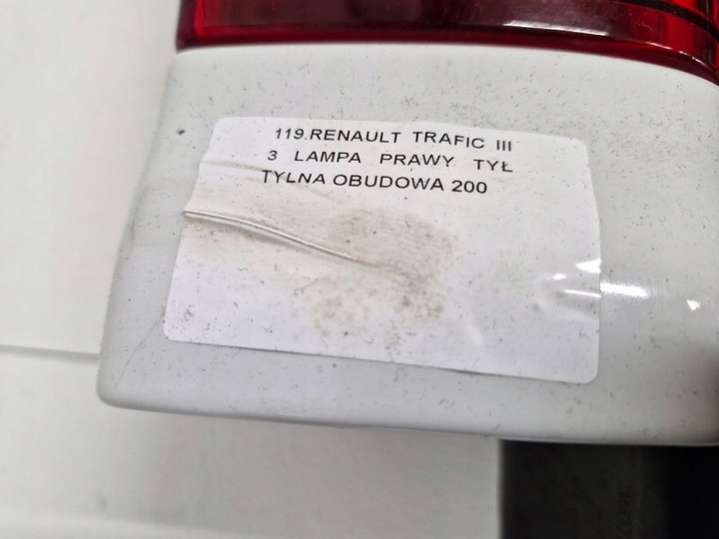 119.RENAULT TRAFIC III
3 LAMPA PRAWY TYŁ
TYLNA OBUDOWA 200